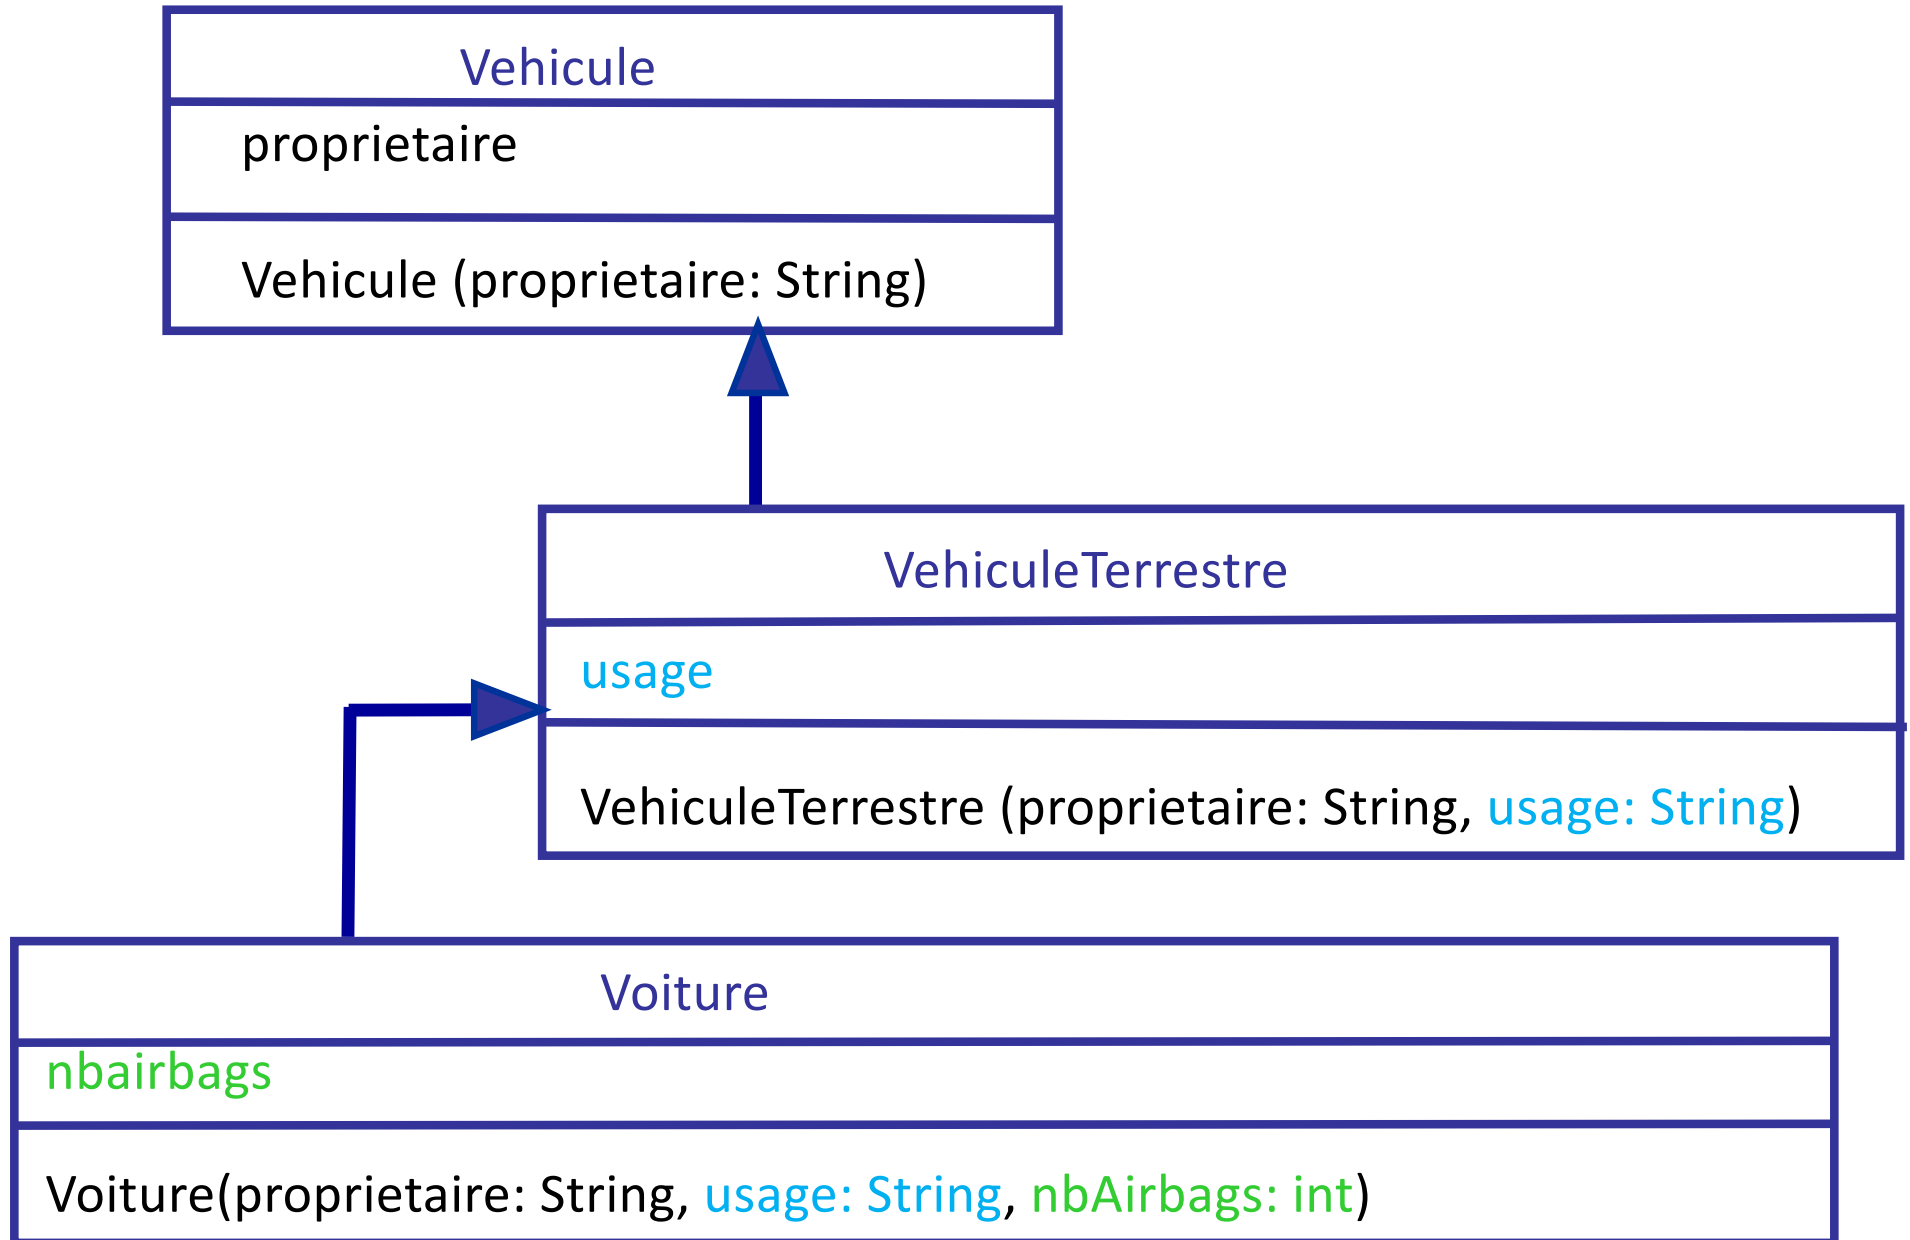 Vehicule
proprietaire
Vehicule (proprietaire: String)
VehiculeTerrestre
usage
VehiculeTerrestre (proprietaire: String, usage: String)
Voiture
nbairbags
Voiture(proprietaire: String, usage: String, nbAirbags: int)